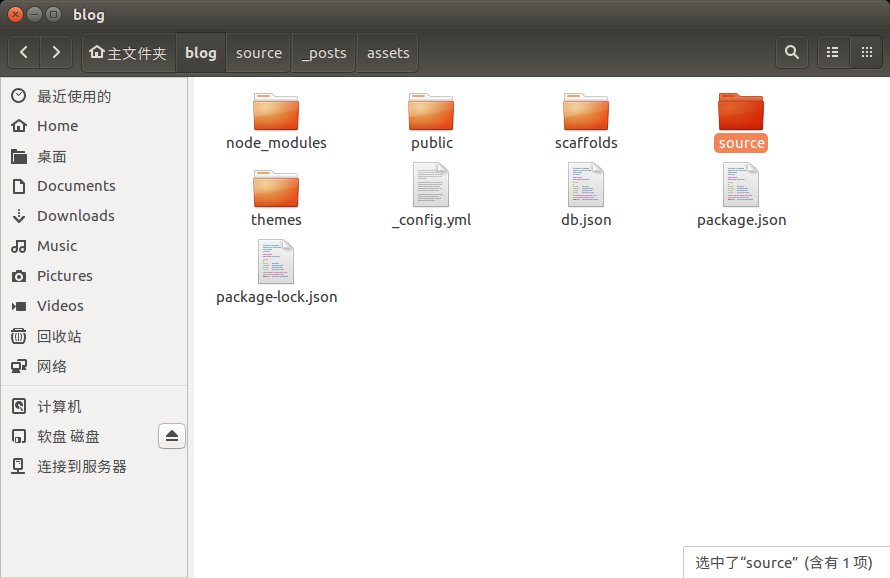 blog
主文件夹 blog source _posts assets
最近使用的
Home
桌面
Documents
Downloads
Music
Pictures
Videos
回收站
网络
计算机
软盘 磁盘
连接到服务器
node_modules public scaffolds source
themes _config.yml db.json package.json
package-lock.json
选中了“source” (含有 1 项)